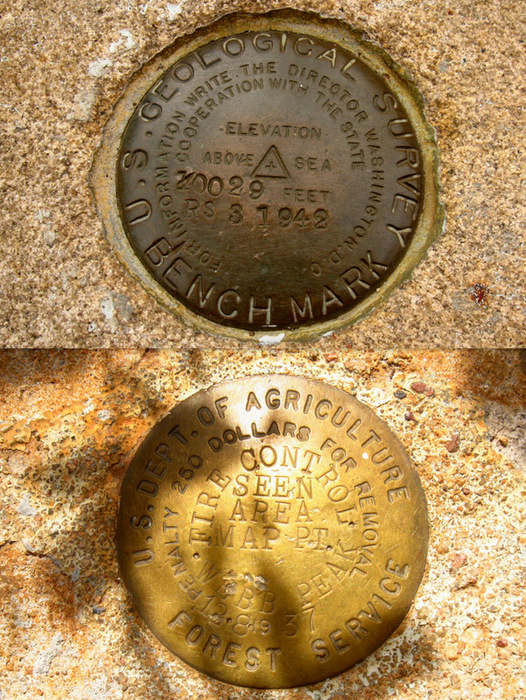 U.S. GEOLOGICAL SURVEY
FOR INFORMATION WRITE THE DIRECTOR WASHINGTON, D.C.
COOPERATION WITH THE STATE
ELEVATION
ABOVE SEA
FEET
RS 3 1942
BENCH MARK
U.S. DEPT. OF AGRICULTURE
PENALTY 250 DOLLARS FOR REMOVAL
FIRE CONTROL
SEEN
AREA
MAP PT.
WEBB PEAK
FOREST SERVICE